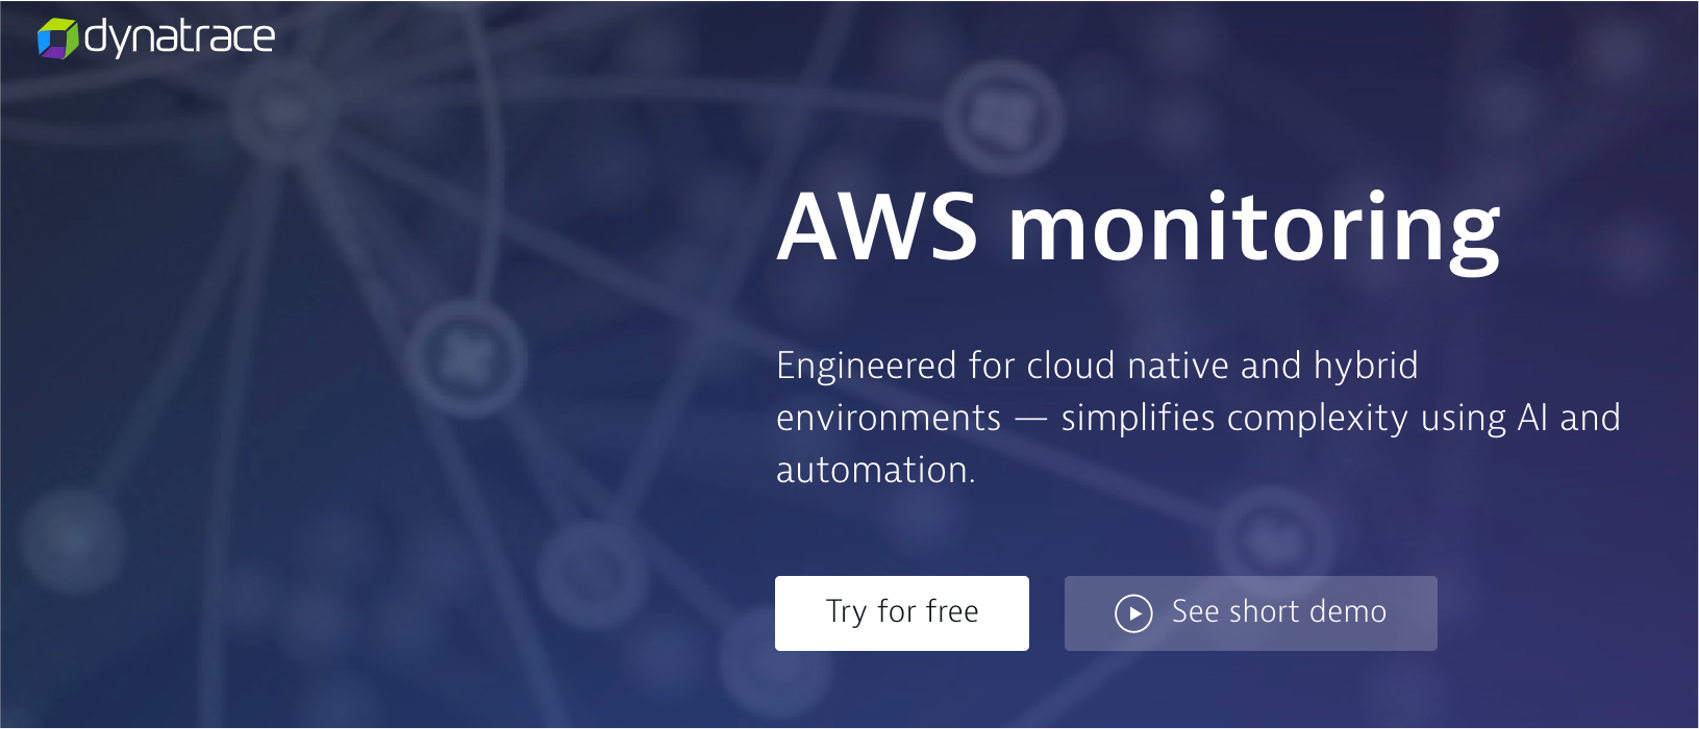 dynatrace
AWS monitoring
Engineered for cloud native and hybrid
environments — simplifies complexity using AI and
automation.
Try for free
See short demo